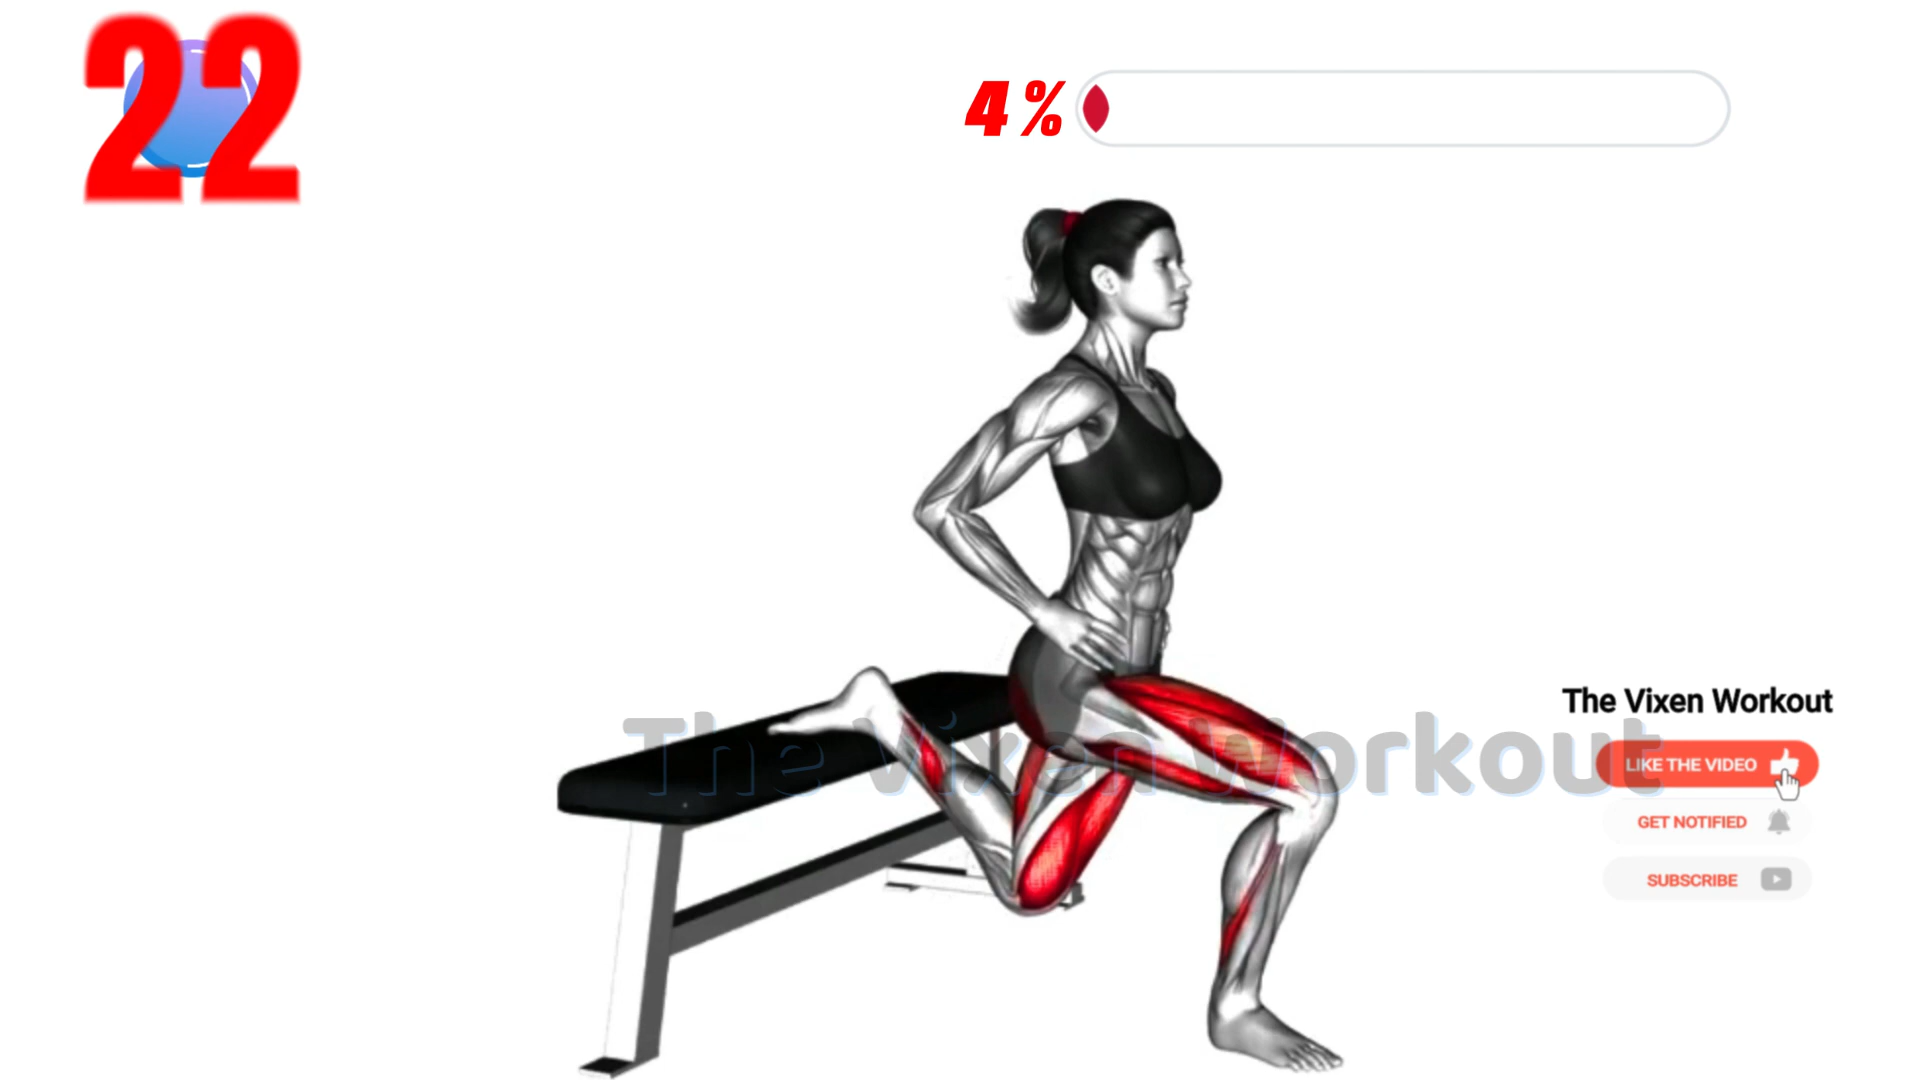 22
4%
The Vixen Workout
The Vixen Workout
LIKE THE VIDEO
GET NOTIFIED
SUBSCRIBE